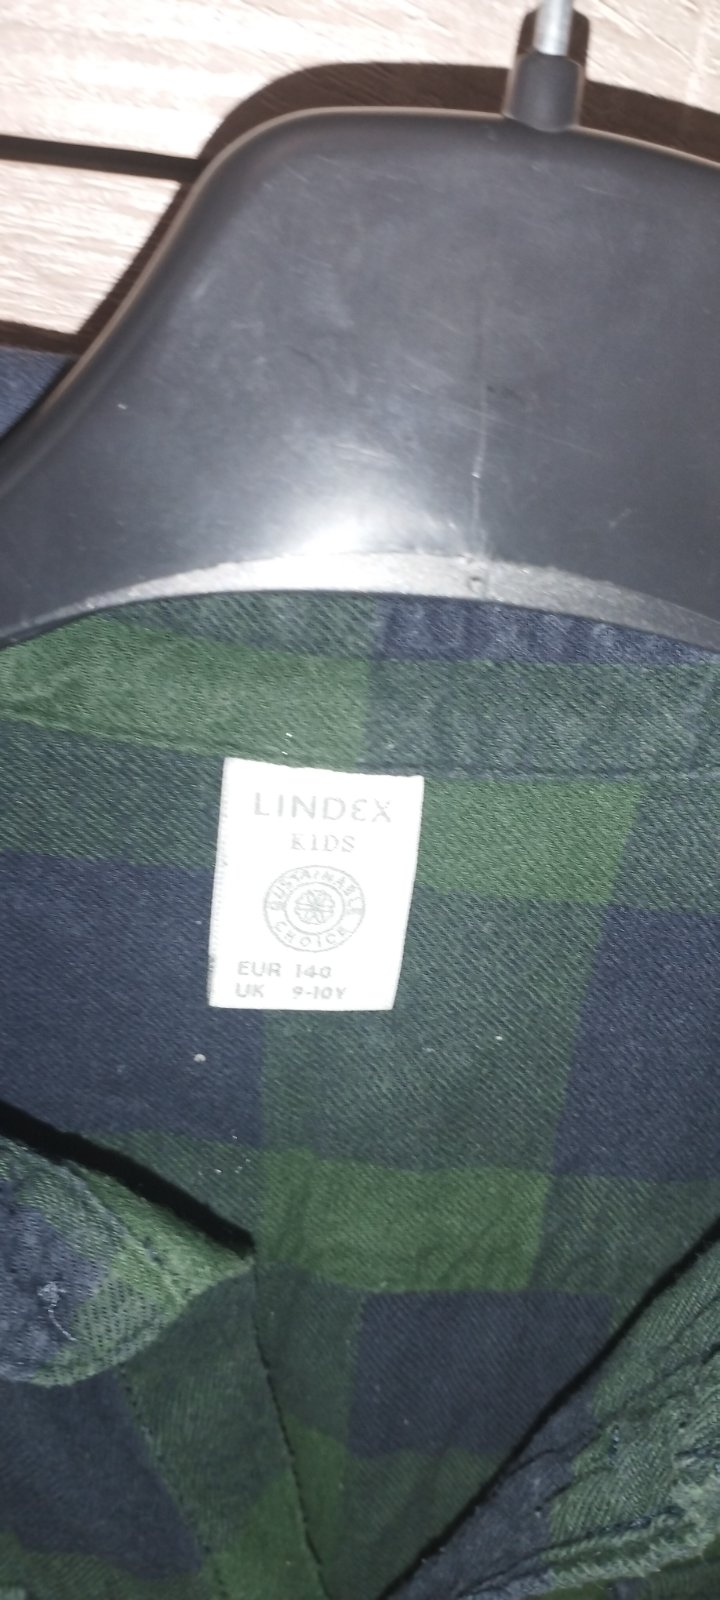 LINDEX
KIDS
SUSTAINABLE
CHOICE
EUR 140
UK 9-10Y